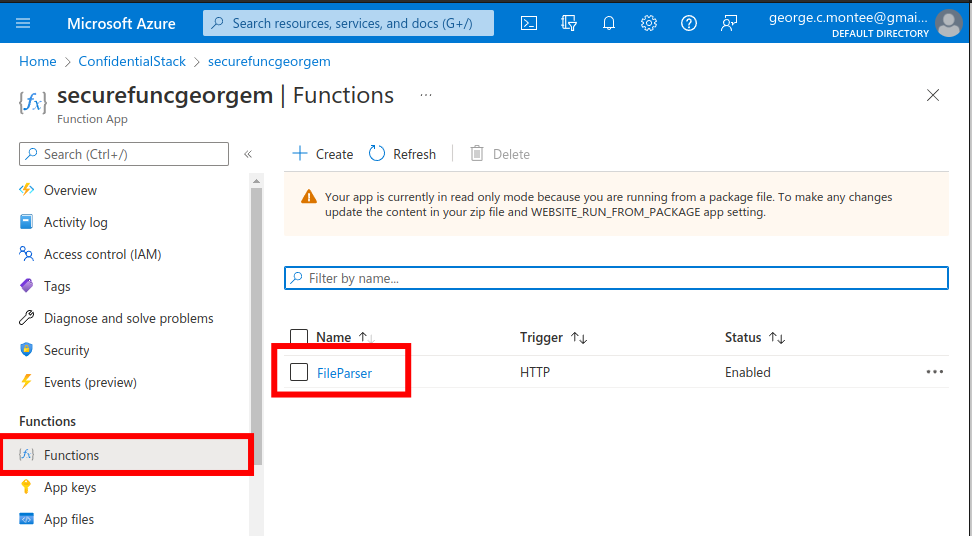 Microsoft Azure
Search resources, services, and docs (G+/)
george.c.montee@gmai...
DEFAULT DIRECTORY
Home > ConfidentialStack > securefuncgeorgem
securefuncgeorgem | Functions ...
Function App
Search (Ctrl+/)
«
Create
Refresh
Delete
Overview
Activity log
Access control (IAM)
Tags
Diagnose and solve problems
Security
Events (preview)
Functions
Functions
App keys
App files
Your app is currently in read only mode because you are running from a package file. To make any changes
update the content in your zip file and WEBSITE_RUN_FROM_PACKAGE app setting.
Filter by name...
Name Trigger Status
FileParser HTTP Enabled